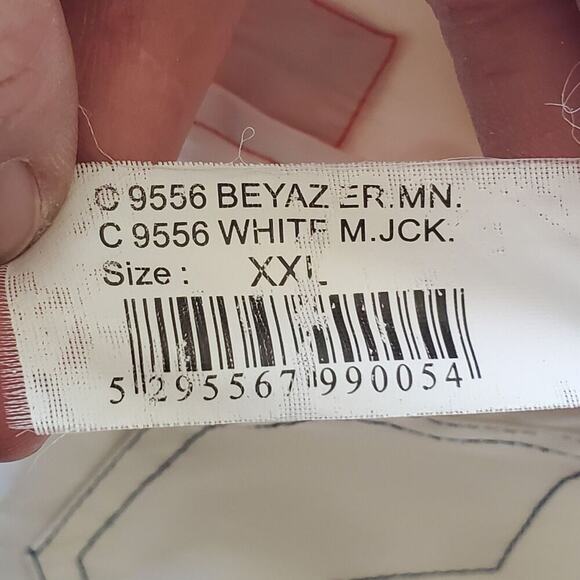 C 9556 BEYAZ ER.MN.
C 9556 WHITE M.JCK.
Size : XXL
5 295567 990054